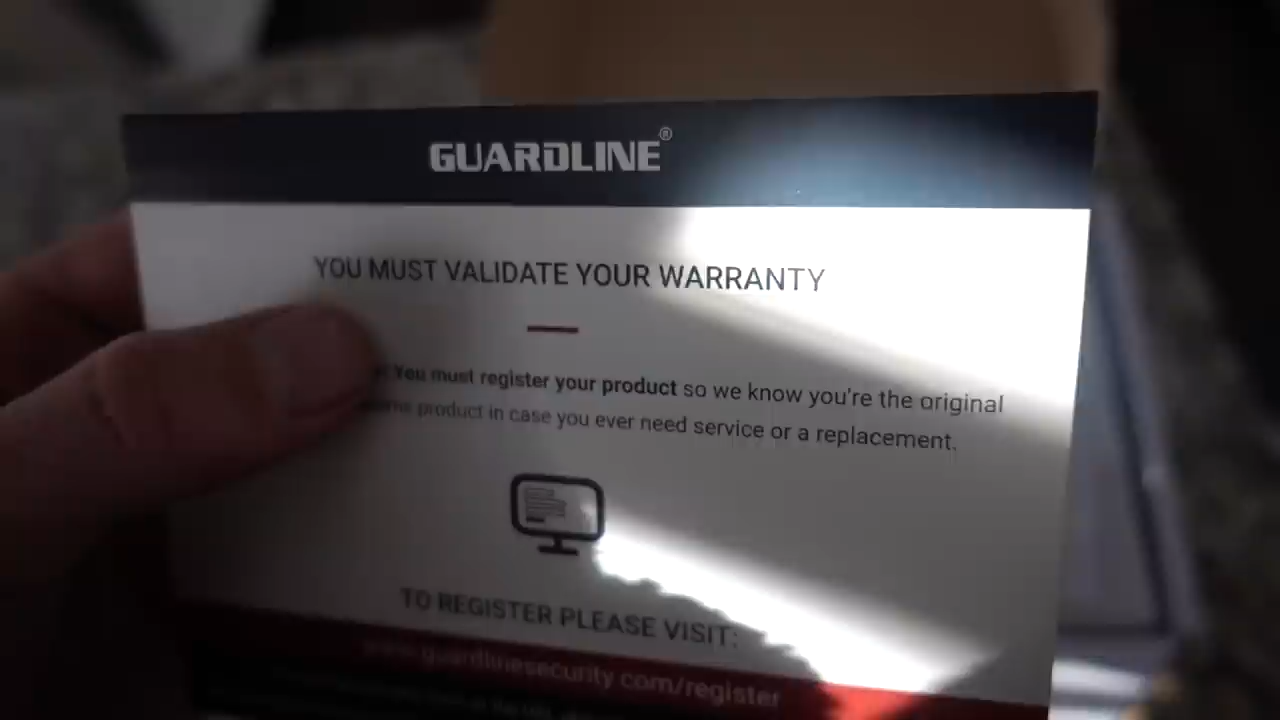 GUARDLINE®
YOU MUST VALIDATE YOUR WARRANTY
You must register your product so we know you're the original
product in case you ever need service or a replacement.
TO REGISTER PLEASE VISIT:
www.guardlinesecurity.com/register